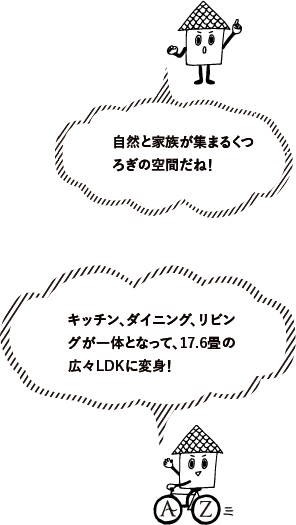 自然と家族が集まるくつ
ろぎの空間だね！
キッチン、ダイニング、リビン
グが一体となって、17.6畳の
広々LDKに変身！
A Z